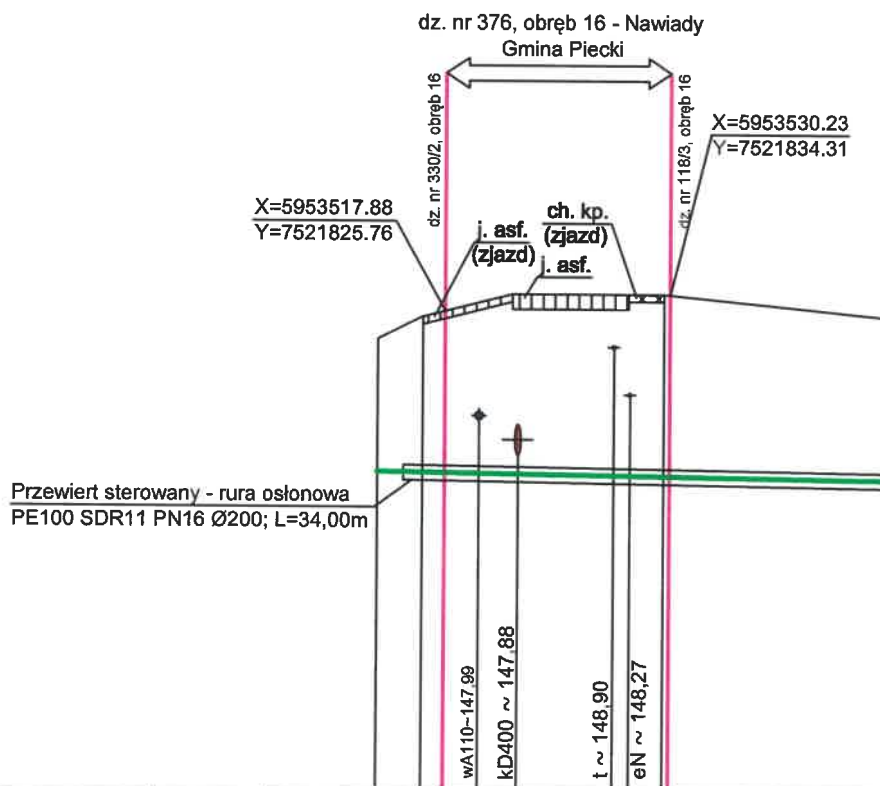 dz. nr 376, obręb 16 - Nawiady
Gmina Piecki
dz. nr 330/2, obręb 16
dz. nr 118/3, obręb 16
X=5953530.23
Y=7521834.31
X=5953517.88
Y=7521825.76
j. asf.
(zjazd)
ch. kp.
(zjazd)
j. asf.
Przewiert sterowany - rura osłonowa
PE100 SDR11 PN16 Ø200; L=34,00m
wA110~147,99
kD400 ~ 147,88
t ~ 148,90
eN ~ 148,27